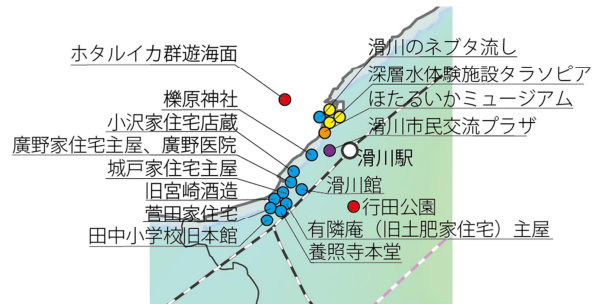 ホタルイカ群遊海面
櫟原神社
小沢家住宅店蔵
廣野家住宅主屋、廣野医院
城戸家住宅主屋
旧宮崎酒造
菅田家住宅
田中小学校旧本館
滑川のネブタ流し
深層水体験施設タラソピア
ほたるいかミュージアム
滑川市民交流プラザ
滑川駅
滑川館
行田公園
有隣庵（旧土肥家住宅）主屋
養照寺本堂